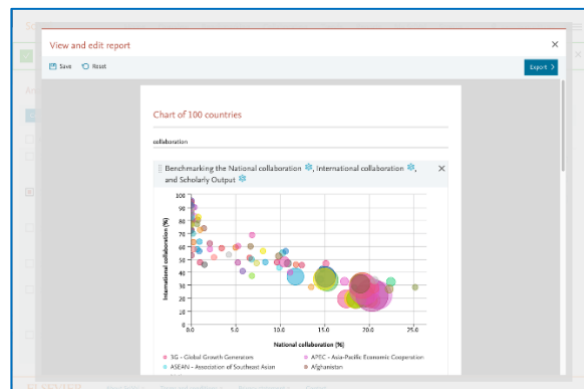 View and edit report
Save Reset Export
Chart of 100 countries
collaboration
Benchmarking the National collaboration, International collaboration,
and Scholarly Output
International collaboration (%)
100
90
80
70
60
50
40
30
20
10
0
0.0 5.0 10.0 15.0 20.0 25.0
National collaboration (%)
3G - Global Growth Generators APEC - Asia-Pacific Economic Cooperation
ASEAN - Association of Southeast Asian Afghanistan